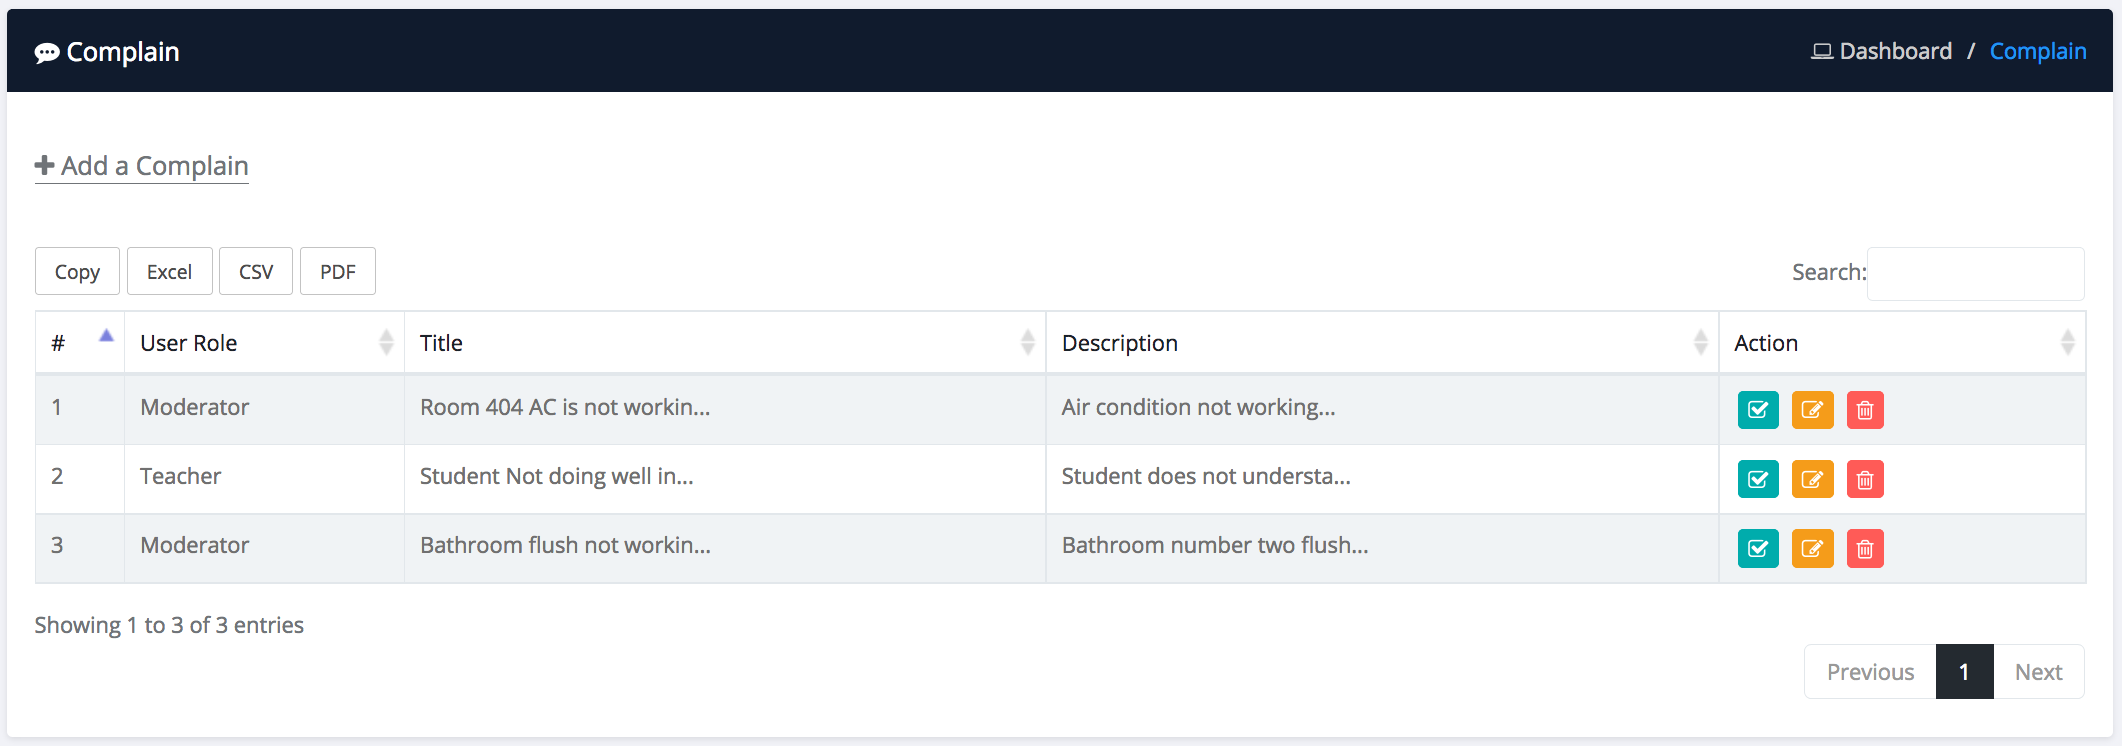 Complain
Dashboard / Complain
Add a Complain
Copy Excel CSV PDF Search:
# User Role Title Description Action
1 Moderator Room 404 AC is not workin... Air condition not working...
2 Teacher Student Not doing well in... Student does not understa...
3 Moderator Bathroom flush not workin... Bathroom number two flush...
Showing 1 to 3 of 3 entries
Previous 1 Next